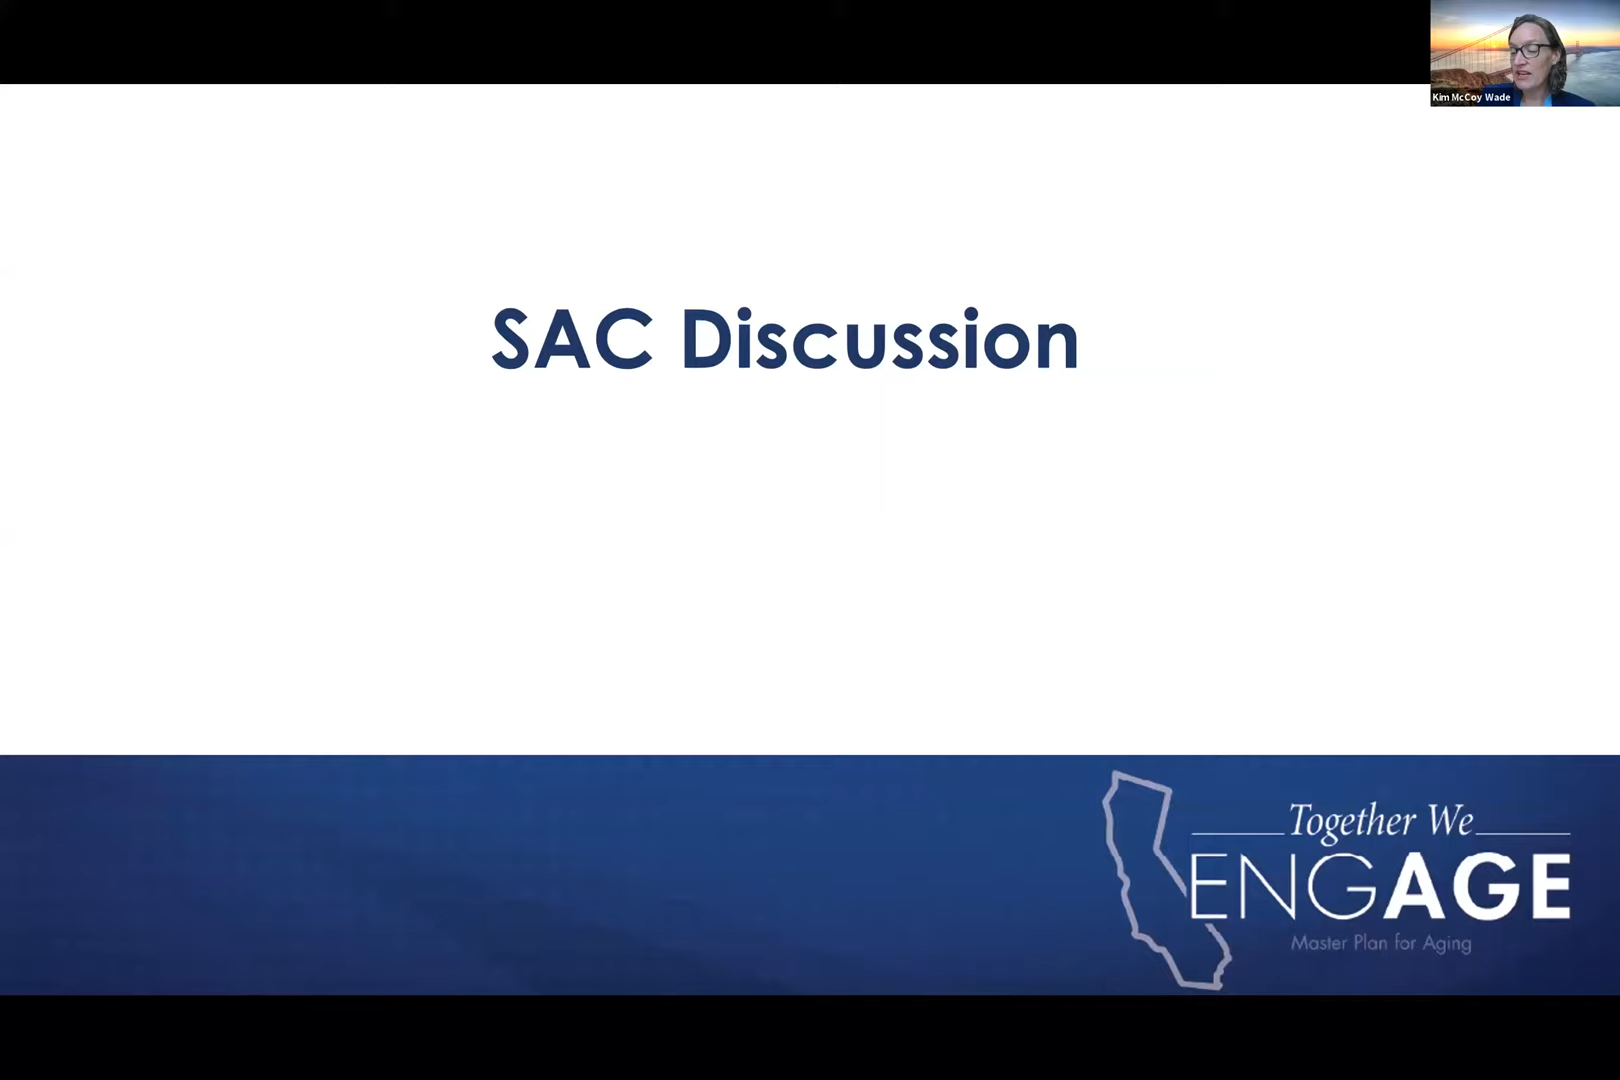 Kim McCoy Wade
SAC Discussion
Together We
ENGAGE
Master Plan for Aging